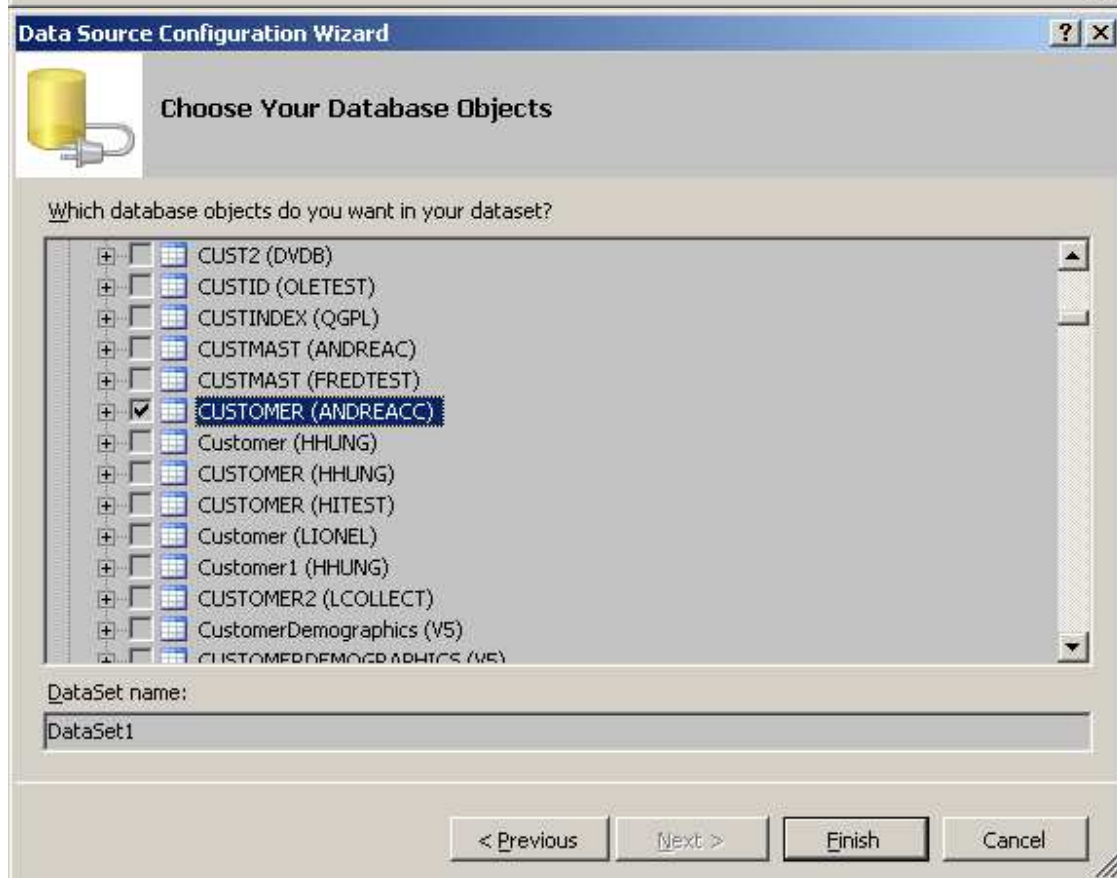 Data Source Configuration Wizard
Choose Your Database Objects
Which database objects do you want in your dataset?
CUST2 (DVDB)
CUSTID (OLETEST)
CUSTINDEX (QGPL)
CUSTMAST (ANDREAC)
CUSTMAST (FREDTEST)
CUSTOMER (ANDREACC)
Customer (HHUNG)
CUSTOMER (HHUNG)
CUSTOMER (HITEST)
Customer (LIONEL)
Customer1 (HHUNG)
CUSTOMER2 (LCOLLECT)
CustomerDemographics (V5)
CUSTOMERDEMOGRAPHICS (V5)
DataSet name:
DataSet1
< Previous Next > Finish Cancel